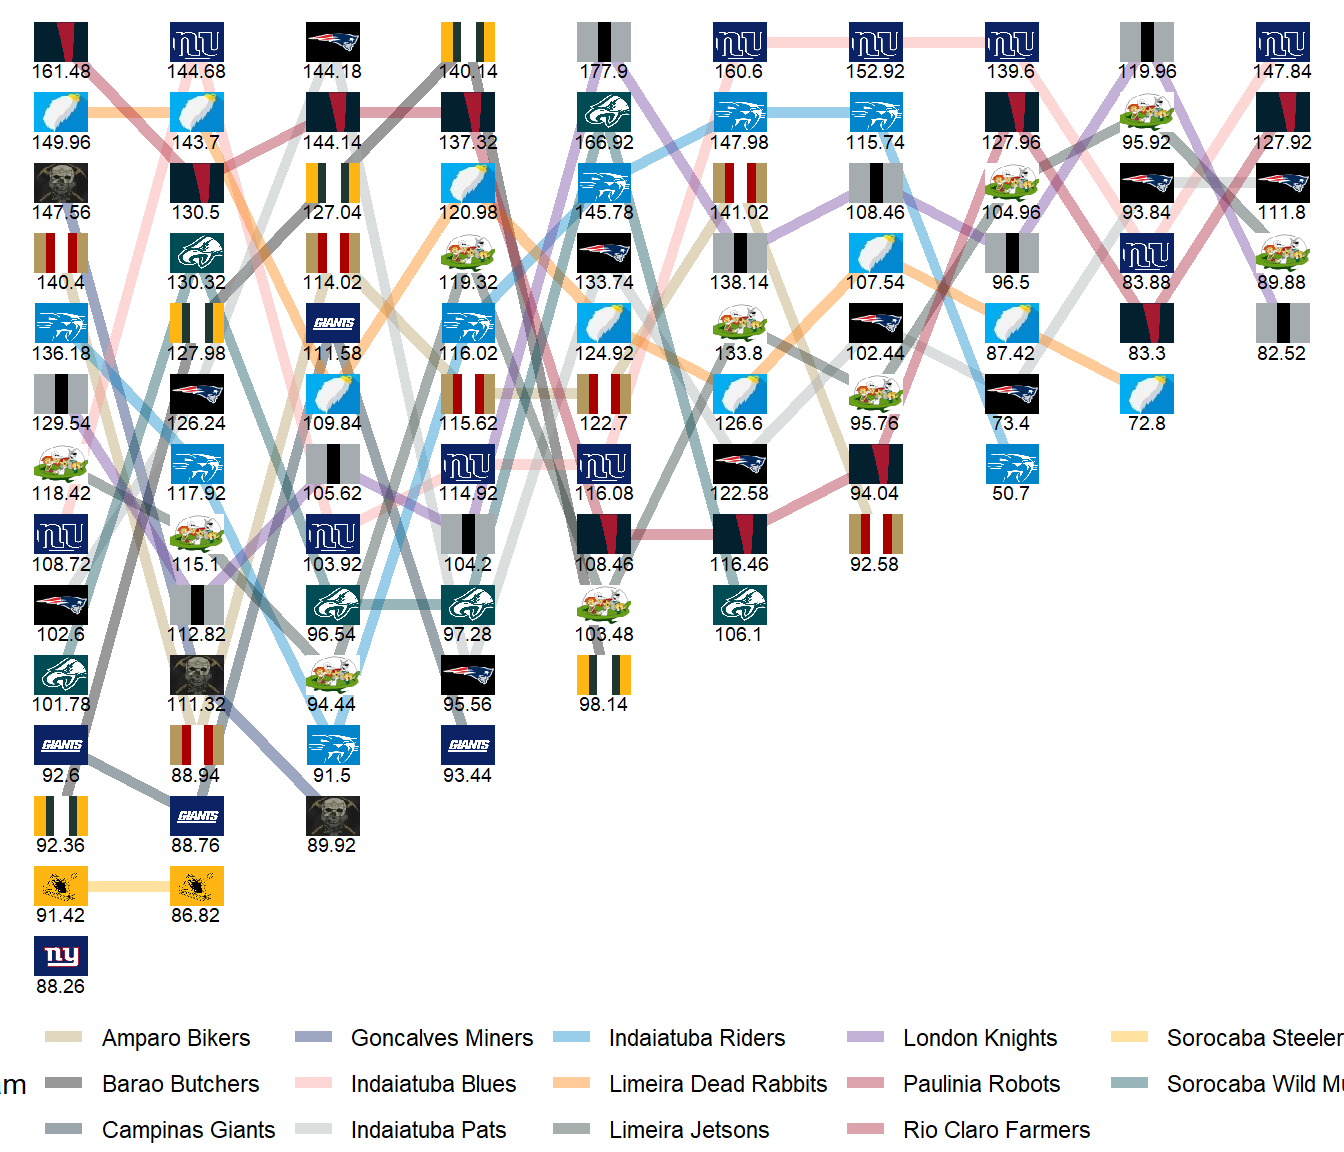 161.48 144.68 144.18 140.14 177.9 160.6 152.92 139.6 119.96 147.84
149.96 143.7 144.14 137.32 166.92 147.98 115.74 127.96 95.92 127.92
147.56 130.5 127.04 120.98 145.78 141.02 108.46 104.96 93.84 111.8
140.4 130.32 114.02 119.32 133.74 138.14 107.54 96.5 83.88 89.88
GIANTS
136.18 127.98 111.58 116.02 124.92 133.8 102.44 87.42 83.3 82.52
129.54 126.24 109.84 115.62 122.7 126.6 95.76 73.4 72.8
118.42 117.92 105.62 114.92 116.08 122.58 94.04 50.7
108.72 115.1 103.92 104.2 108.46 116.46 92.58
102.6 112.82 96.54 97.28 103.48 106.1
101.78 111.32 94.44 95.56 98.14
GIANTS GIANTS
92.6 88.94 91.5 93.44
GIANTS
92.36 88.76 89.92
91.42 86.82
ny
88.26
Amparo Bikers Goncalves Miners Indaiatuba Riders London Knights Sorocaba Steeler
am Barao Butchers Indaiatuba Blues Limeira Dead Rabbits Paulinia Robots Sorocaba Wild Mu
Campinas Giants Indaiatuba Pats Limeira Jetsons Rio Claro Farmers